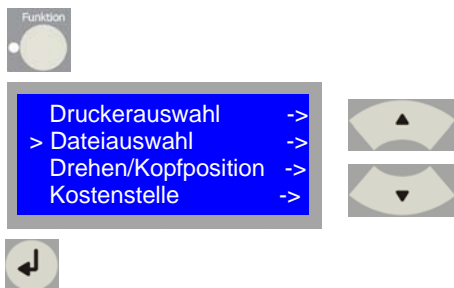 Funktion
Druckerauswahl ->
> Dateiauswahl ->
Drehen/Kopfposition ->
Kostenstelle ->